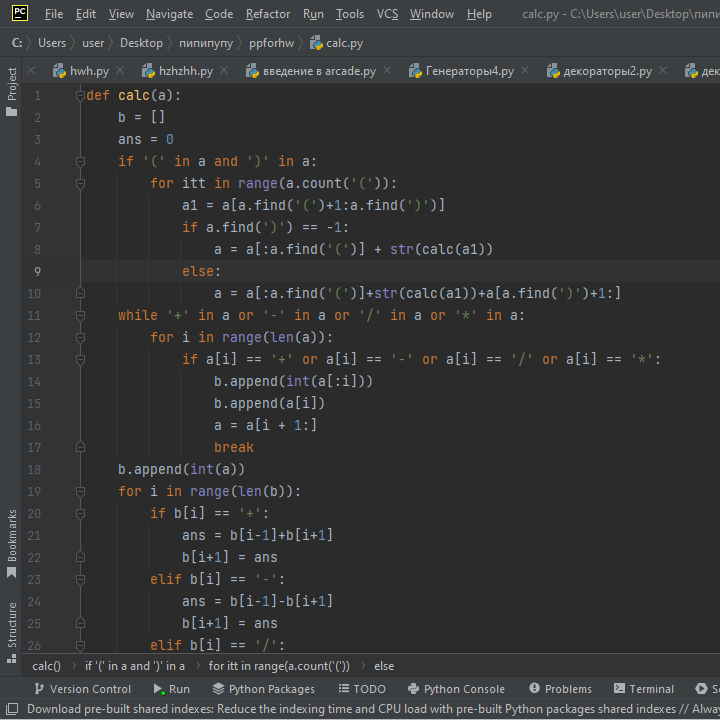 PC File Edit View Navigate Code Refactor Run Tools VCS Window Help calc.py - C:\Users\user\Desktop\пипи
C: Users user Desktop пипипупу ppforhw calc.py
hwh.py hzhzhh.py введение в arcade.py Генераторы4.py декораторы2.py дек
Project
1 def calc(a):
2 b = []
3 ans = 0
4 if '(' in a and ')' in a:
5 for itt in range(a.count('(')):
6 a1 = a[a.find('(')+1:a.find(')')]
7 if a.find(')') == -1:
8 a = a[:a.find('(')] + str(calc(a1))
9 else:
10 a = a[:a.find('(')]+str(calc(a1))+a[a.find(')')+1:]
11 while '+' in a or '-' in a or '/' in a or '*' in a:
12 for i in range(len(a)):
13 if a[i] == '+' or a[i] == '-' or a[i] == '/' or a[i] == '*':
14 b.append(int(a[:i]))
15 b.append(a[i])
16 a = a[i + 1:]
17 break
18 b.append(int(a))
19 for i in range(len(b)):
20 if b[i] == '+':
21 ans = b[i-1]+b[i+1]
22 b[i+1] = ans
23 elif b[i] == '-':
24 ans = b[i-1]-b[i+1]
25 b[i+1] = ans
26 elif b[i] == '/':
Bookmarks
Structure
calc() if '(' in a and ')' in a for itt in range(a.count('(')) else
Version Control Run Python Packages TODO Python Console Problems Terminal S
Download pre-built shared indexes: Reduce the indexing time and CPU load with pre-built Python packages shared indexes // Alway